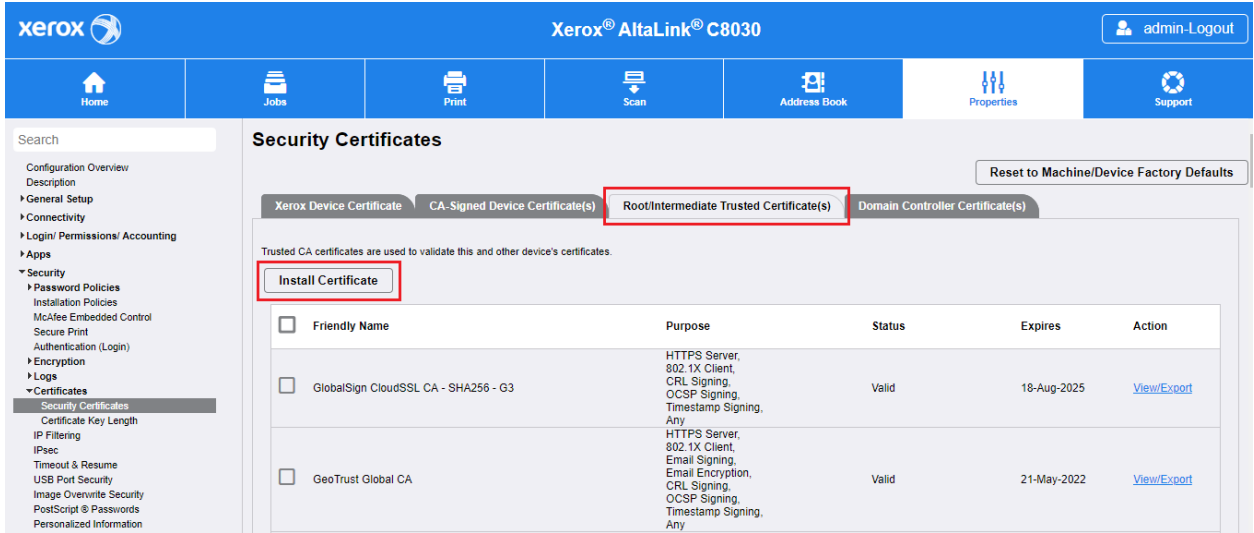 xerox
Xerox® AltaLink® C8030
admin-Logout
Home
Jobs
Print
Scan
Address Book
Properties
Support
Search
Configuration Overview
Description
General Setup
Connectivity
Login/ Permissions/ Accounting
Apps
Security
Password Policies
Installation Policies
McAfee Embedded Control
Secure Print
Authentication (Login)
Encryption
Logs
Certificates
Security Certificates
Certificate Key Length
IP Filtering
IPsec
Timeout & Resume
USB Port Security
Image Overwrite Security
PostScript ® Passwords
Personalized Information
Security Certificates
Reset to Machine/Device Factory Defaults
Xerox Device Certificate
CA-Signed Device Certificate(s)
Root/Intermediate Trusted Certificate(s)
Domain Controller Certificate(s)
Trusted CA certificates are used to validate this and other device's certificates.
Install Certificate
Friendly Name
Purpose
Status
Expires
Action
GlobalSign CloudSSL CA - SHA256 - G3
HTTPS Server,
802.1X Client,
CRL Signing,
OCSP Signing,
Timestamp Signing,
Any
Valid
18-Aug-2025
View/Export
GeoTrust Global CA
HTTPS Server,
802.1X Client,
Email Signing,
Email Encryption,
CRL Signing,
OCSP Signing,
Timestamp Signing,
Any
Valid
21-May-2022
View/Export